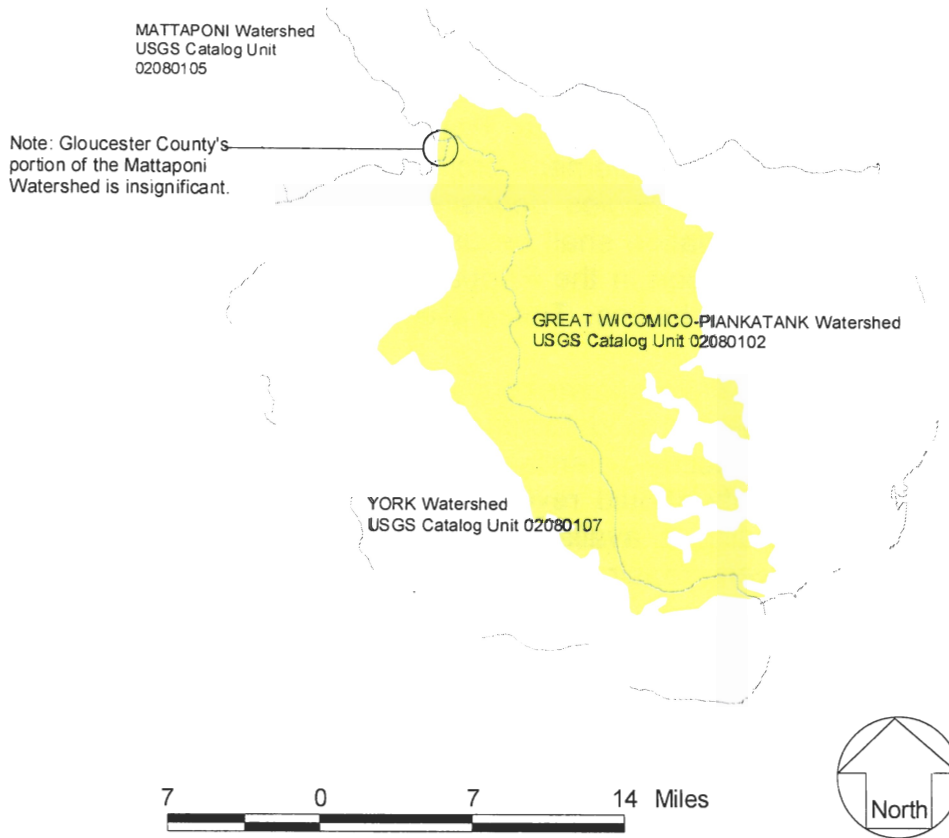 MATTAPONI Watershed
USGS Catalog Unit
02080105
Note: Gloucester County's
portion of the Mattaponi
Watershed is insignificant.
GREAT WICOMICO-PIANKATANK Watershed
USGS Catalog Unit 02080102
YORK Watershed
USGS Catalog Unit 02080107
7 0 7 14 Miles
North